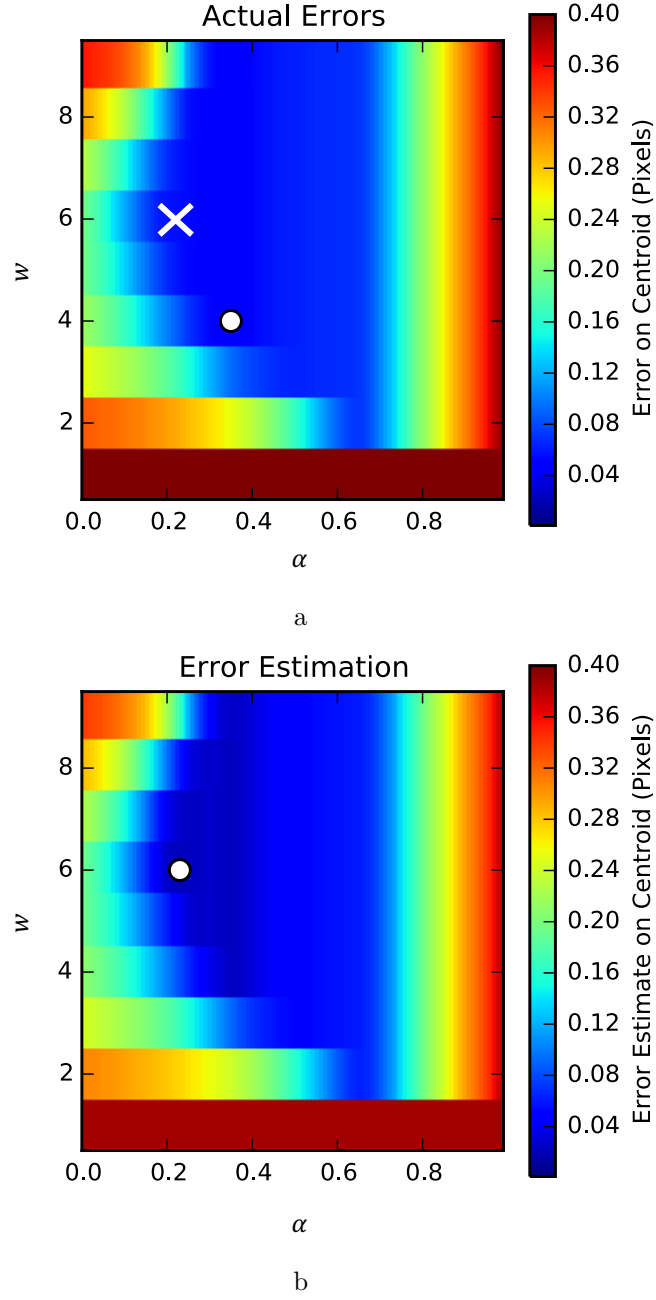 Actual Errors
8
6
4
2
w
0.0 0.2 0.4 0.6 0.8
α
0.40
0.36
0.32
0.28
0.24
0.20
0.16
0.12
0.08
0.04
Error on Centroid (Pixels)
a
Error Estimation
8
6
4
2
w
0.0 0.2 0.4 0.6 0.8
α
0.40
0.36
0.32
0.28
0.24
0.20
0.16
0.12
0.08
0.04
Error Estimate on Centroid (Pixels)
b